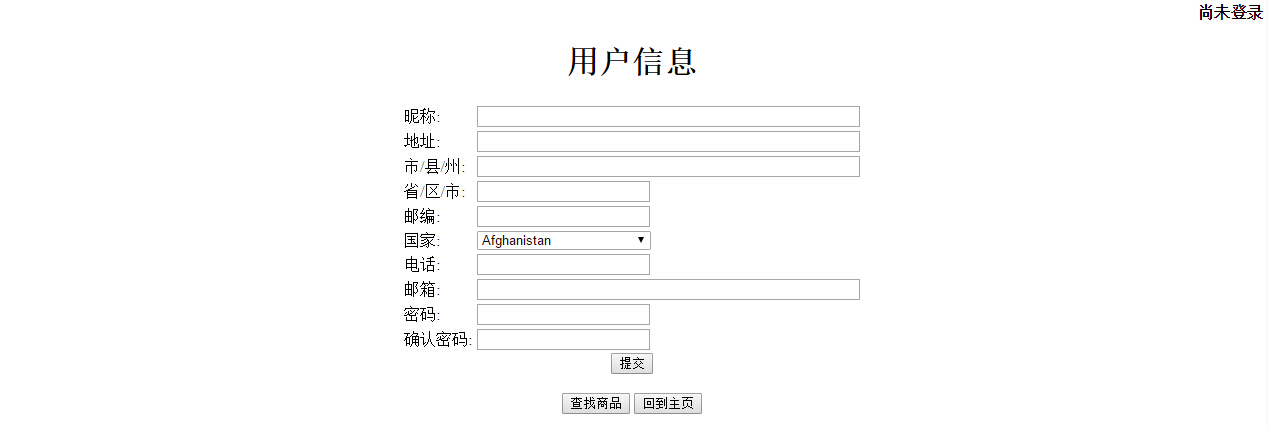 尚未登录
用户信息
昵称:
地址:
市/县/州:
省/区/市:
邮编:
国家: Afghanistan
电话:
邮箱:
密码:
确认密码:
提交
查找商品 回到主页